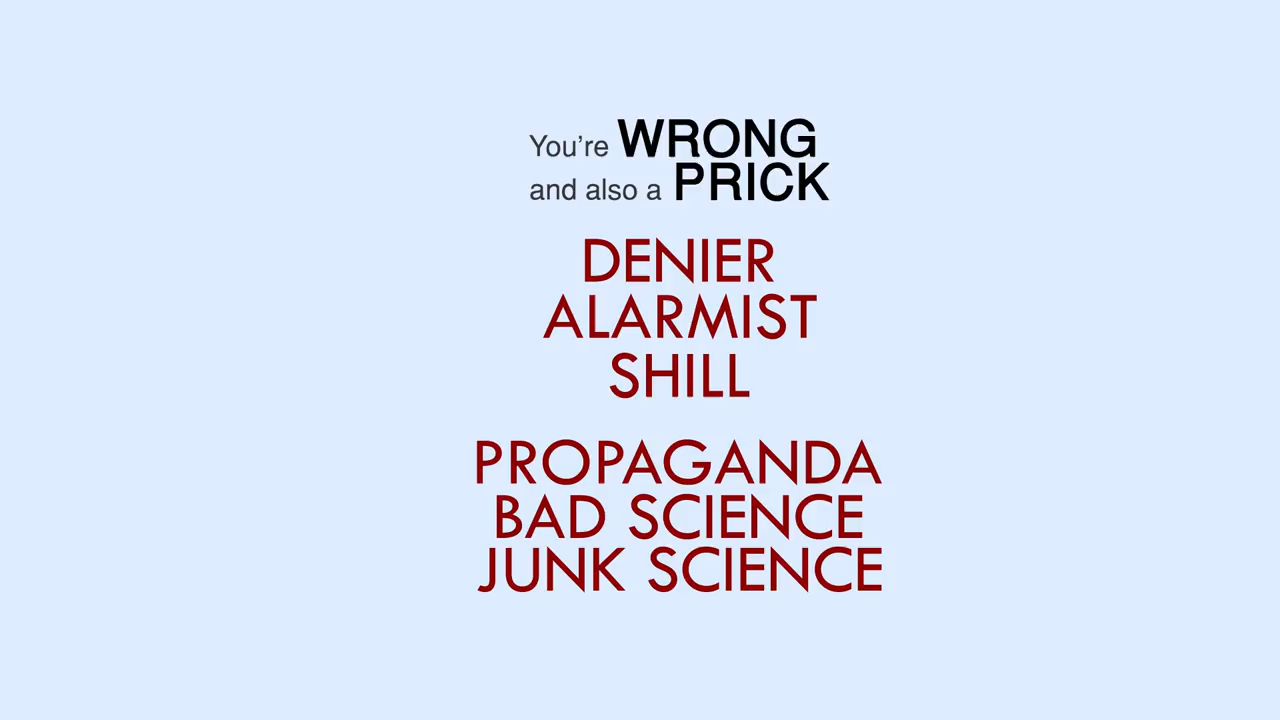 You’re WRONG
and also a PRICK
DENIER
ALARMIST
SHILL
PROPAGANDA
BAD SCIENCE
JUNK SCIENCE